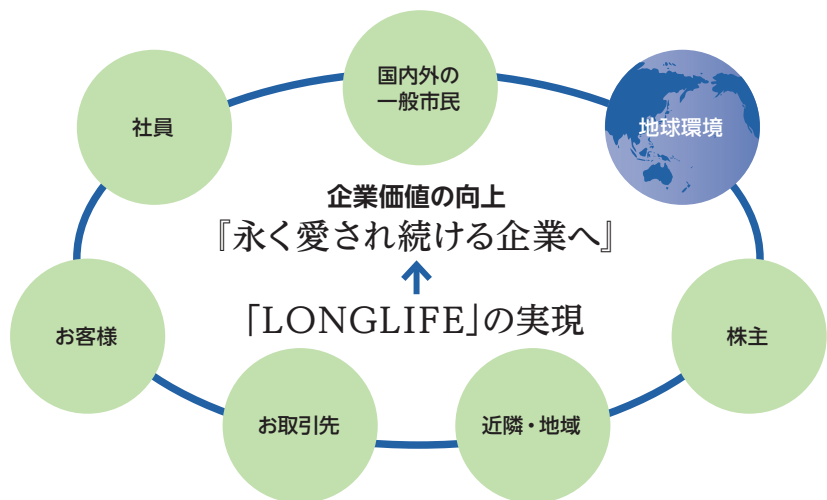 国内外の
一般市民
社員
地球環境
企業価値の向上
『永く愛され続ける企業へ』
「LONGLIFE」の実現
お客様
株主
お取引先
近隣・地域